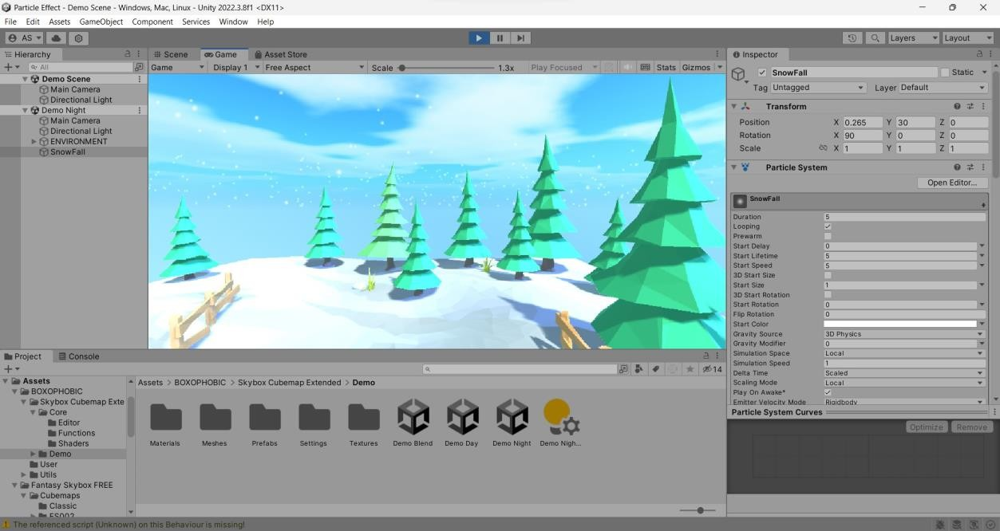 Particle Effect - Demo Scene - Windows, Mac, Linux - Unity 2022.3.8f1 <DX11>
File Edit Assets GameObject Component Services Window Help
AS
Layers Layout
Hierarchy
All
Demo Scene
Main Camera
Directional Light
Demo Night
Main Camera
Directional Light
ENVIRONMENT
SnowFall
Scene Game Asset Store
Game Display 1 Free Aspect Scale 1.3x Play Focused Stats Gizmos
Inspector
SnowFall Static
Tag Untagged Layer Default
Transform
Position X 0.265 Y 30 Z 0
Rotation X 90 Y 0 Z 0
Scale X 1 Y 1 Z 1
Particle System
Open Editor...
SnowFall
Duration 5
Looping
Prewarm
Start Delay 0
Start Lifetime 5
Start Speed 5
3D Start Size
Start Size 1
3D Start Rotation
Start Rotation 0
Flip Rotation 0
Start Color
Gravity Source 3D Physics
Gravity Modifier 0
Simulation Space Local
Simulation Speed 1
Delta Time Scaled
Scaling Mode Local
Play On Awake*
Emitter Velocity Mode Rigidbody
Particle System Curves
Optimize Remove
Project Console
14
Assets
BOXOPHOBIC
Skybox Cubemap Exte
Core
Editor
Functions
Shaders
Demo
User
Utils
Fantasy Skybox FREE
Cubemaps
Classic
FS002
Assets > BOXOPHOBIC > Skybox Cubemap Extended > Demo
Materials Meshes Prefabs Settings Textures Demo Blend Demo Day Demo Night Demo Nigh...
The referenced script (Unknown) on this Behaviour is missing!